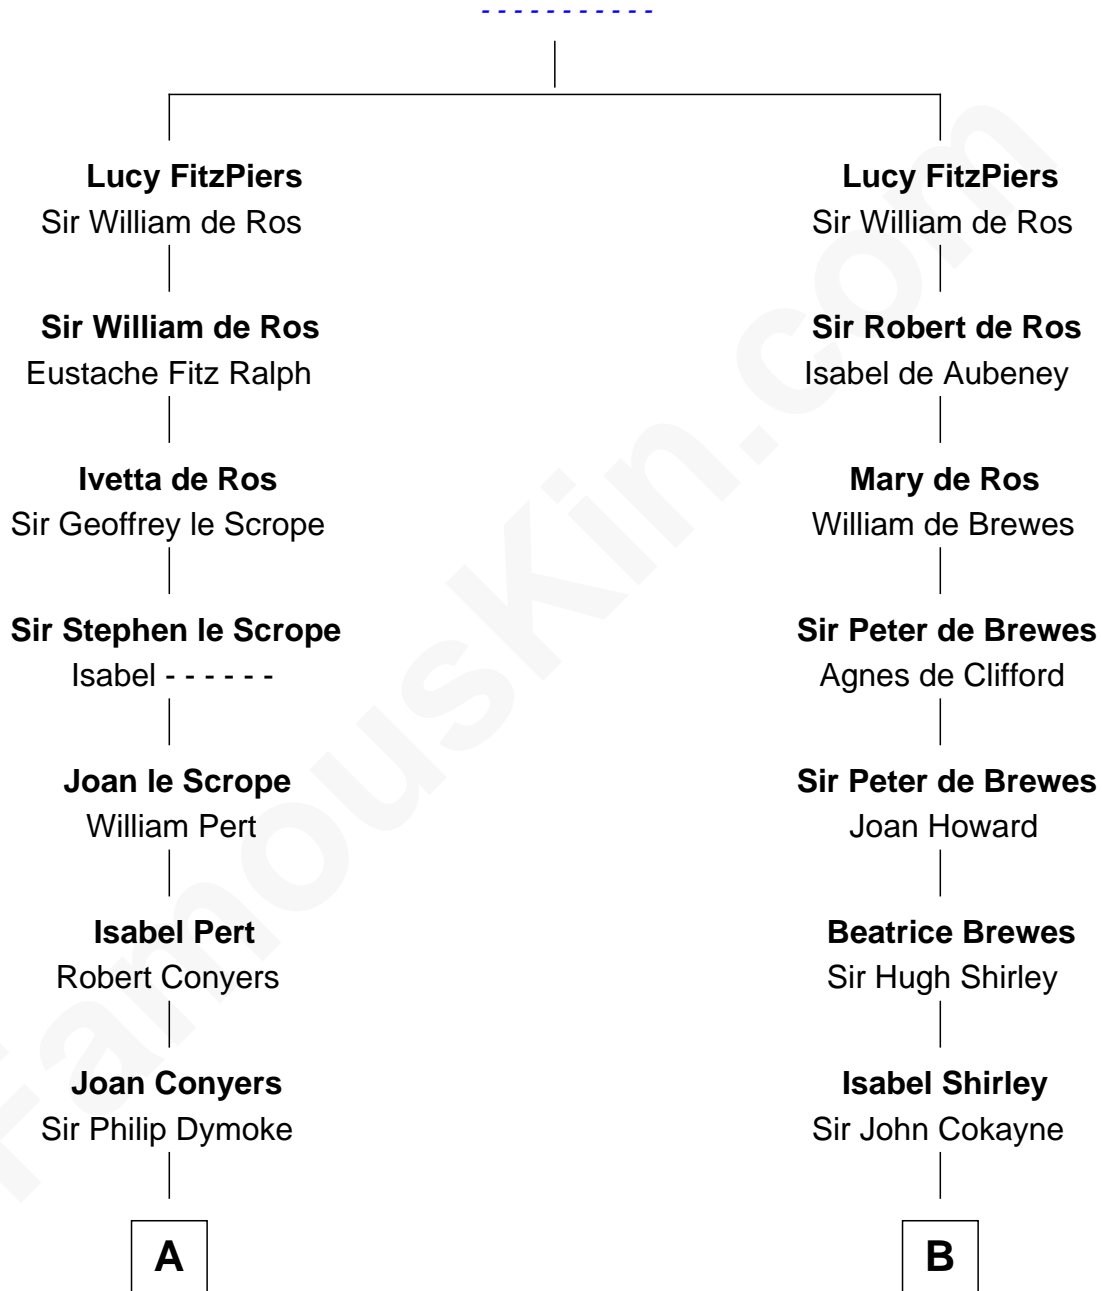 - - - - - - - - - - -
Lucy FitzPiers
Sir William de Ros
Sir William de Ros
Eustache Fitz Ralph
Ivetta de Ros
Sir Geoffrey le Scrope
Sir Stephen le Scrope
Isabel - - - - - -
Joan le Scrope
William Pert
Isabel Pert
Robert Conyers
Joan Conyers
Sir Philip Dymoke
A
Lucy FitzPiers
Sir William de Ros
Sir Robert de Ros
Isabel de Aubeney
Mary de Ros
William de Brewes
Sir Peter de Brewes
Agnes de Clifford
Sir Peter de Brewes
Joan Howard
Beatrice Brewes
Sir Hugh Shirley
Isabel Shirley
Sir John Cokayne
B
FamousKin.com